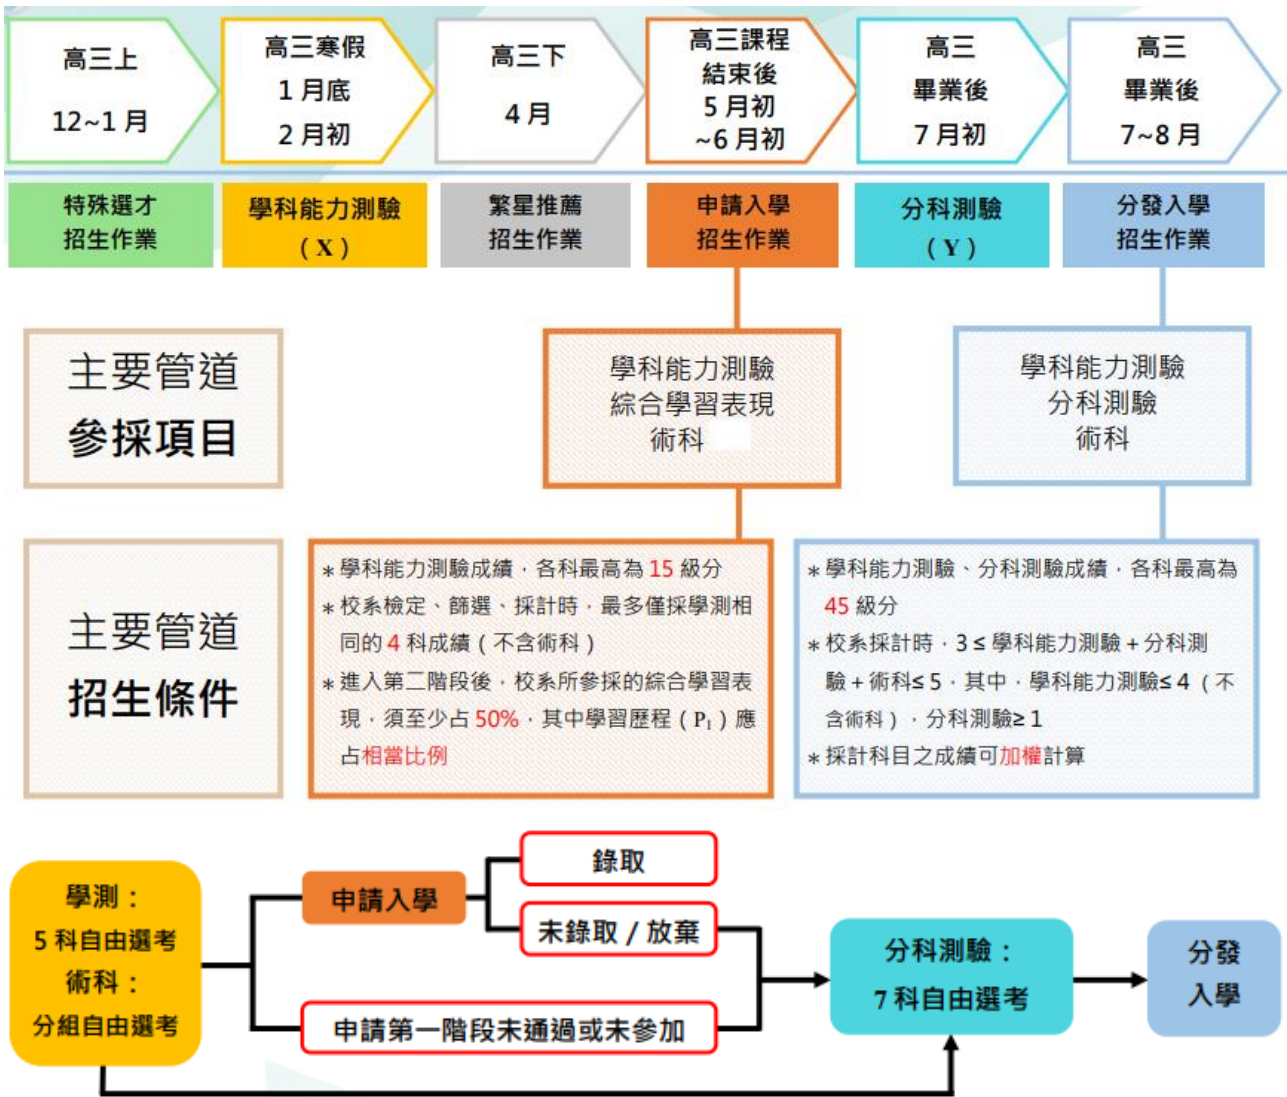 高三上
12~1 月
高三寒假
1 月底
2 月初
高三下
4 月
高三課程
結束後
5 月初
~6 月初
高三
畢業後
7 月初
高三
畢業後
7~8 月
特殊選才
招生作業
學科能力測驗
（X）
繁星推薦
招生作業
申請入學
招生作業
分科測驗
（Y）
分發入學
招生作業
主要管道
參採項目
學科能力測驗
綜合學習表現
術科
學科能力測驗
分科測驗
術科
主要管道
招生條件
＊學科能力測驗成績，各科最高為 15 級分
＊校系檢定、篩選、採計時，最多僅採學測相
同的 4 科成績（不含術科）
＊進入第二階段後，校系所參採的綜合學習表
現，須至少占 50%，其中學習歷程（P₁）應
占相當比例
＊學科能力測驗、分科測驗成績，各科最高為
45 級分
＊校系採計時，3 ≤ 學科能力測驗 + 分科測
驗 + 術科≤ 5，其中，學科能力測驗≤ 4（不
含術科），分科測驗≥ 1
＊採計科目之成績可加權計算
學測：
5 科自由選考
術科：
分組自由選考
申請入學
錄取
未錄取 / 放棄
申請第一階段未通過或未參加
分科測驗：
7 科自由選考
分發
入學